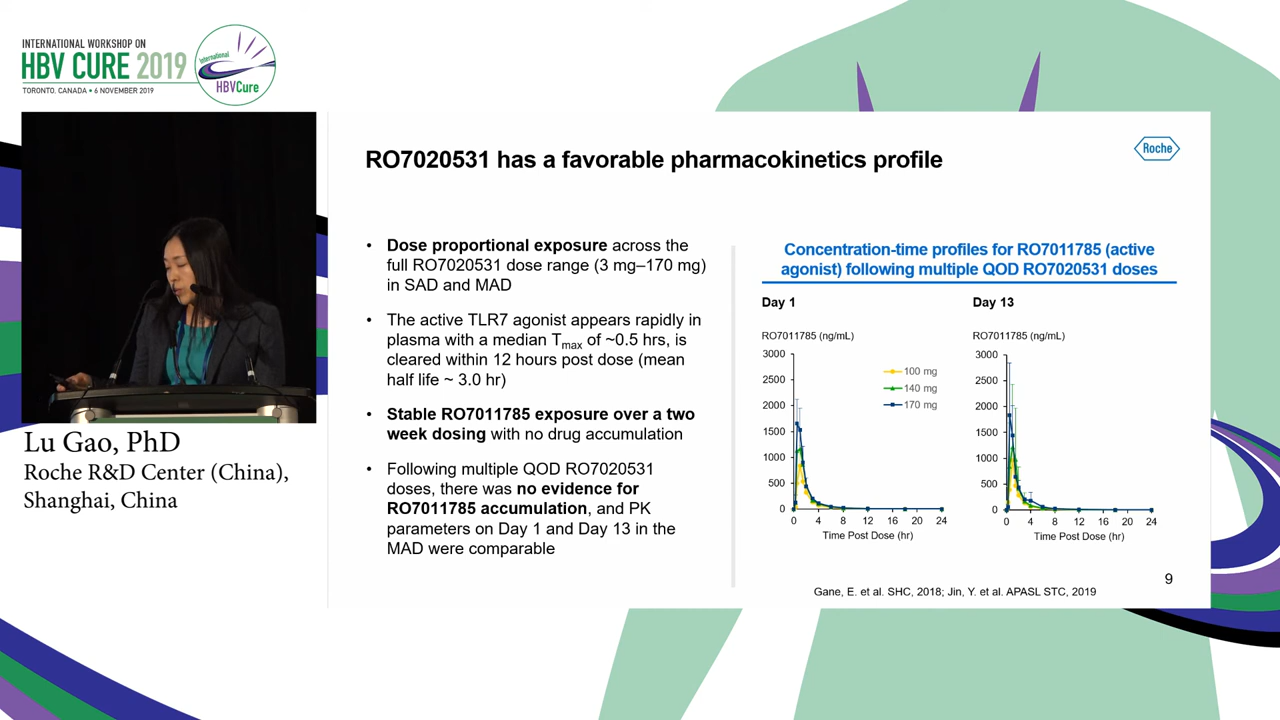 INTERNATIONAL WORKSHOP ON
HBV CURE 2019
TORONTO, CANADA • 6 NOVEMBER 2019
International
HBVCure
Lu Gao, PhD
Roche R&D Center (China),
Shanghai, China
RO7020531 has a favorable pharmacokinetics profile
Roche
• Dose proportional exposure across the
full RO7020531 dose range (3 mg–170 mg)
in SAD and MAD
• The active TLR7 agonist appears rapidly in
plasma with a median Tmax of ~0.5 hrs, is
cleared within 12 hours post dose (mean
half life ~ 3.0 hr)
• Stable RO7011785 exposure over a two
week dosing with no drug accumulation
• Following multiple QOD RO7020531
doses, there was no evidence for
RO7011785 accumulation, and PK
parameters on Day 1 and Day 13 in the
MAD were comparable
Concentration-time profiles for RO7011785 (active
agonist) following multiple QOD RO7020531 doses
Day 1
RO7011785 (ng/mL)
3000
2500
2000
1500
1000
500
0
0 4 8 12 16 20 24
Time Post Dose (hr)
100 mg
140 mg
170 mg
Day 13
RO7011785 (ng/mL)
3000
2500
2000
1500
1000
500
0
0 4 8 12 16 20 24
Time Post Dose (hr)
Gane, E. et al. SHC, 2018; Jin, Y. et al. APASL STC, 2019
9